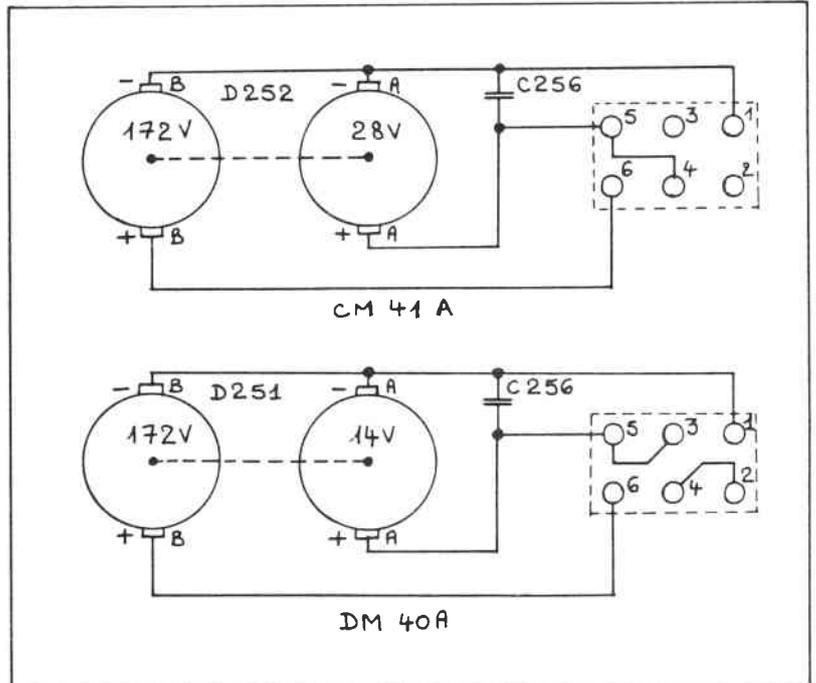 - B D252 - A C256
172V 28V
5 3 1
6 4 2
+ B + A
CM 41 A
- B D251 - A C256
172V 14V
5 3 1
6 4 2
+ B + A
DM 40A